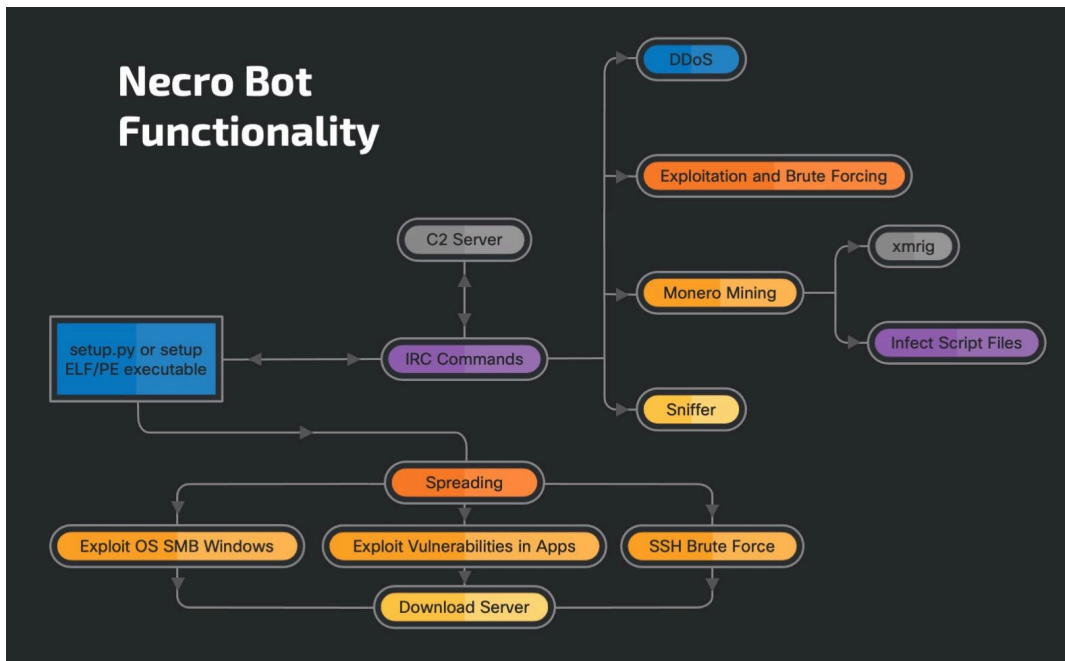 Necro Bot
Functionality
DDoS
Exploitation and Brute Forcing
C2 Server
xmrig
Monero Mining
setup.py or setup
ELF/PE executable
IRC Commands
Infect Script Files
Sniffer
Spreading
Exploit OS SMB Windows
Exploit Vulnerabilities in Apps
SSH Brute Force
Download Server